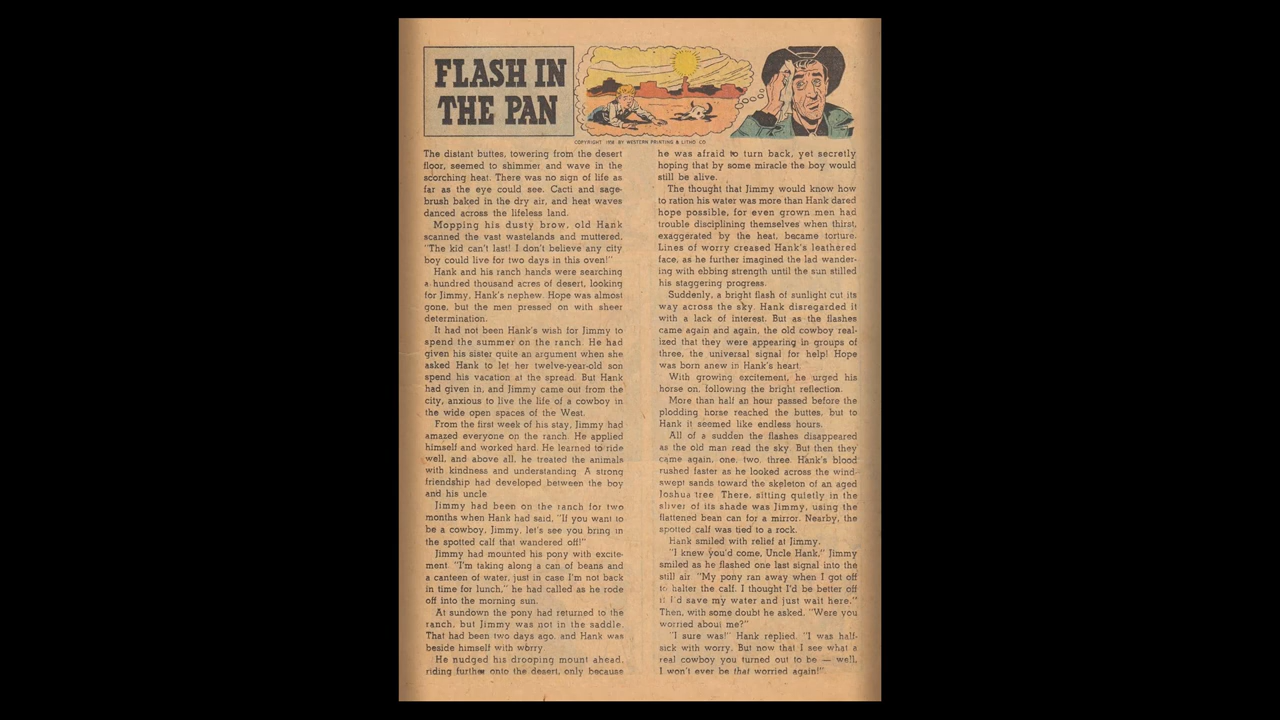 FLASH IN
THE PAN
COPYRIGHT 1956 BY WESTERN PRINTING & LITHO. CO.
The distant buttes, towering from the desert
floor, seemed to shimmer and wave in the
scorching heat. There was no sign of life as
far as the eye could see. Cacti and sage-
brush baked in the dry air, and heat waves
danced across the lifeless land.
Mopping his dusty brow, old Hank
scanned the vast wastelands and muttered,
"The kid can't last! I don't believe any city
boy could live for two days in this oven!"
Hank and his ranch hands were searching
a hundred thousand acres of desert, looking
for Jimmy, Hank's nephew. Hope was almost
gone, but the men pressed on with sheer
determination.
It had not been Hank's wish for Jimmy to
spend the summer on the ranch. He had
given his sister quite an argument when she
asked Hank to let her twelve-year-old son
spend his vacation at the spread. But Hank
had given in, and Jimmy came out from the
city, anxious to live the life of a cowboy in
the wide open spaces of the West.
From the first week of his stay, Jimmy had
amazed everyone on the ranch. He applied
himself and worked hard. He learned to ride
well, and above all, he treated the animals
with kindness and understanding. A strong
friendship had developed between the boy
and his uncle
Jimmy had been on the ranch for two
months when Hank had said, "If you want to
be a cowboy, Jimmy, let's see you bring in
the spotted calf that wandered off!"
Jimmy had mounted his pony with excite-
ment. "I'm taking along a can of beans and
a canteen of water, just in case I'm not back
in time for lunch," he had called as he rode
off into the morning sun.
At sundown the pony had returned to the
ranch, but Jimmy was not in the saddle.
That had been two days ago, and Hank was
beside himself with worry
He nudged his drooping mount ahead,
riding further onto the desert, only because
he was afraid to turn back, yet secretly
hoping that by some miracle the boy would
still be alive.
The thought that Jimmy would know how
to ration his water was more than Hank dared
hope possible, for even grown men had
trouble disciplining themselves when thirst,
exaggerated by the heat, became torture.
Lines of worry creased Hank's leathered
face, as he further imagined the lad wander-
ing with ebbing strength until the sun stilled
his staggering progress.
Suddenly, a bright flash of sunlight cut its
way across the sky. Hank disregarded it
with a lack of interest. But as the flashes
came again and again, the old cowboy real-
ized that they were appearing in groups of
three, the universal signal for help! Hope
was born anew in Hank's heart.
With growing excitement, he urged his
horse on, following the bright reflection.
More than half an hour passed before the
plodding horse reached the buttes, but to
Hank it seemed like endless hours.
All of a sudden the flashes disappeared
as the old man read the sky. But then they
came again, one, two, three. Hank's blood
rushed faster as he looked across the wind-
swept sands toward the skeleton of an aged
Joshua tree There, sitting quietly in the
sliver of its shade was Jimmy, using the
flattened bean can for a mirror. Nearby, the
spotted calf was tied to a rock.
Hank smiled with relief at Jimmy.
"I knew you'd come, Uncle Hank," Jimmy
smiled as he flashed one last signal into the
still air "My pony ran away when I got off
to halter the calf. I thought I'd be better off
if I'd save my water and just wait here."
Then, with some doubt he asked, "Were you
worried about me?"
"I sure was!" Hank replied. "I was half-
sick with worry. But now that I see what a
real cowboy you turned out to be — well,
I won't ever be that worried again!"